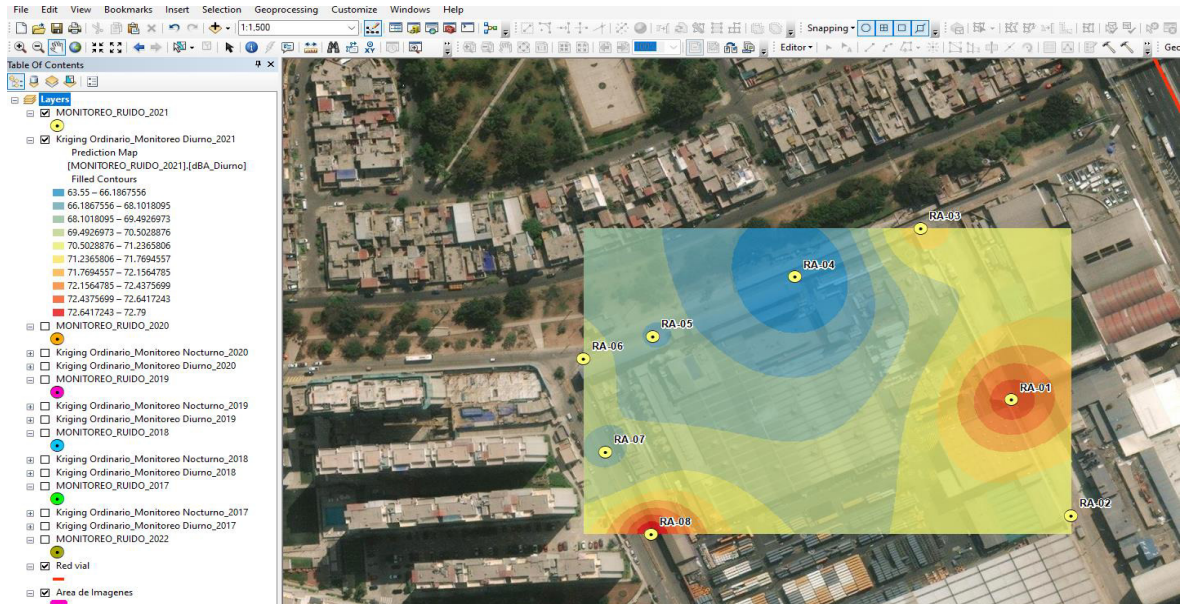 File Edit View Bookmarks Insert Selection Geoprocessing Customize Windows Help
1:1,500
Snapping
Editor
Geo
Table Of Contents
Layers
MONITOREO_RUIDO_2021
Kriging Ordinario_Monitoreo Diurno_2021
Prediction Map
[MONITOREO_RUIDO_2021].[dBA_Diurno]
Filled Contours
63.55 – 66.1867556
66.1867556 – 68.1018095
68.1018095 – 69.4926973
69.4926973 – 70.5028876
70.5028876 – 71.2365806
71.2365806 – 71.7694557
71.7694557 – 72.1564785
72.1564785 – 72.4375699
72.4375699 – 72.6417243
72.6417243 – 72.79
MONITOREO_RUIDO_2020
Kriging Ordinario_Monitoreo Nocturno_2020
Kriging Ordinario_Monitoreo Diurno_2020
MONITOREO_RUIDO_2019
Kriging Ordinario_Monitoreo Nocturno_2019
Kriging Ordinario_Monitoreo Diurno_2019
MONITOREO_RUIDO_2018
Kriging Ordinario_Monitoreo Nocturno_2018
Kriging Ordinario_Monitoreo Diurno_2018
MONITOREO_RUIDO_2017
Kriging Ordinario_Monitoreo Nocturno_2017
Kriging Ordinario_Monitoreo Diurno_2017
MONITOREO_RUIDO_2022
Red vial
Area de Imagenes
RA-03
RA-04
RA-05
RA-06
RA-01
RA-07
RA-02
RA-08